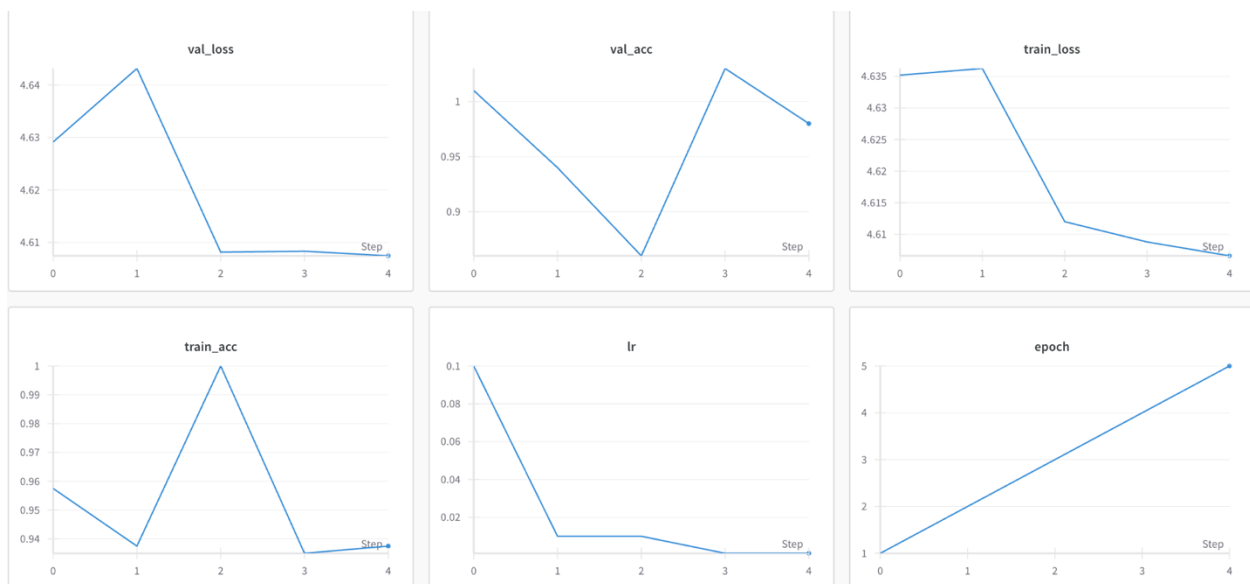 val_loss
4.64
4.63
4.62
4.61
Step
0 1 2 3 4
val_acc
1
0.95
0.9
Step
0 1 2 3 4
train_loss
4.635
4.63
4.625
4.62
4.615
4.61
Step
0 1 2 3 4
train_acc
1
0.99
0.98
0.97
0.96
0.95
0.94
Step
0 1 2 3 4
lr
0.1
0.08
0.06
0.04
0.02
Step
0 1 2 3 4
epoch
5
4
3
2
1
Step
0 1 2 3 4